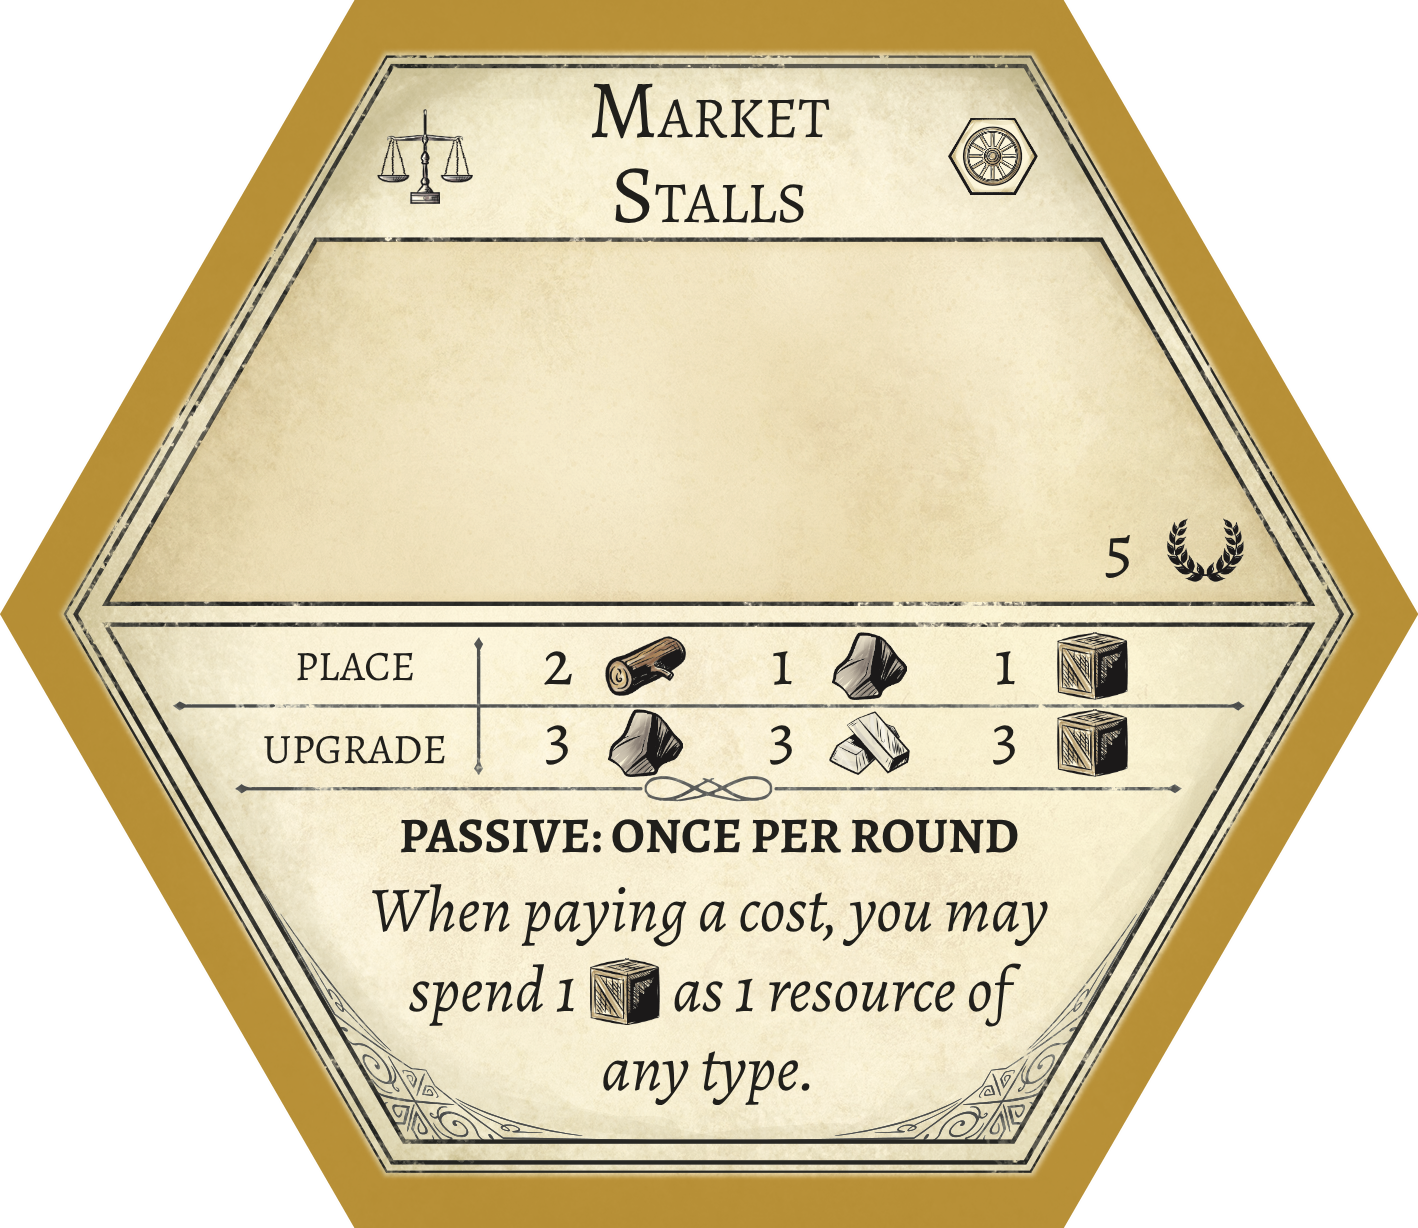 Market
Stalls
5
PLACE 2 1 1
UPGRADE 3 3 3
PASSIVE: ONCE PER ROUND
When paying a cost, you may
spend 1 as 1 resource of
any type.